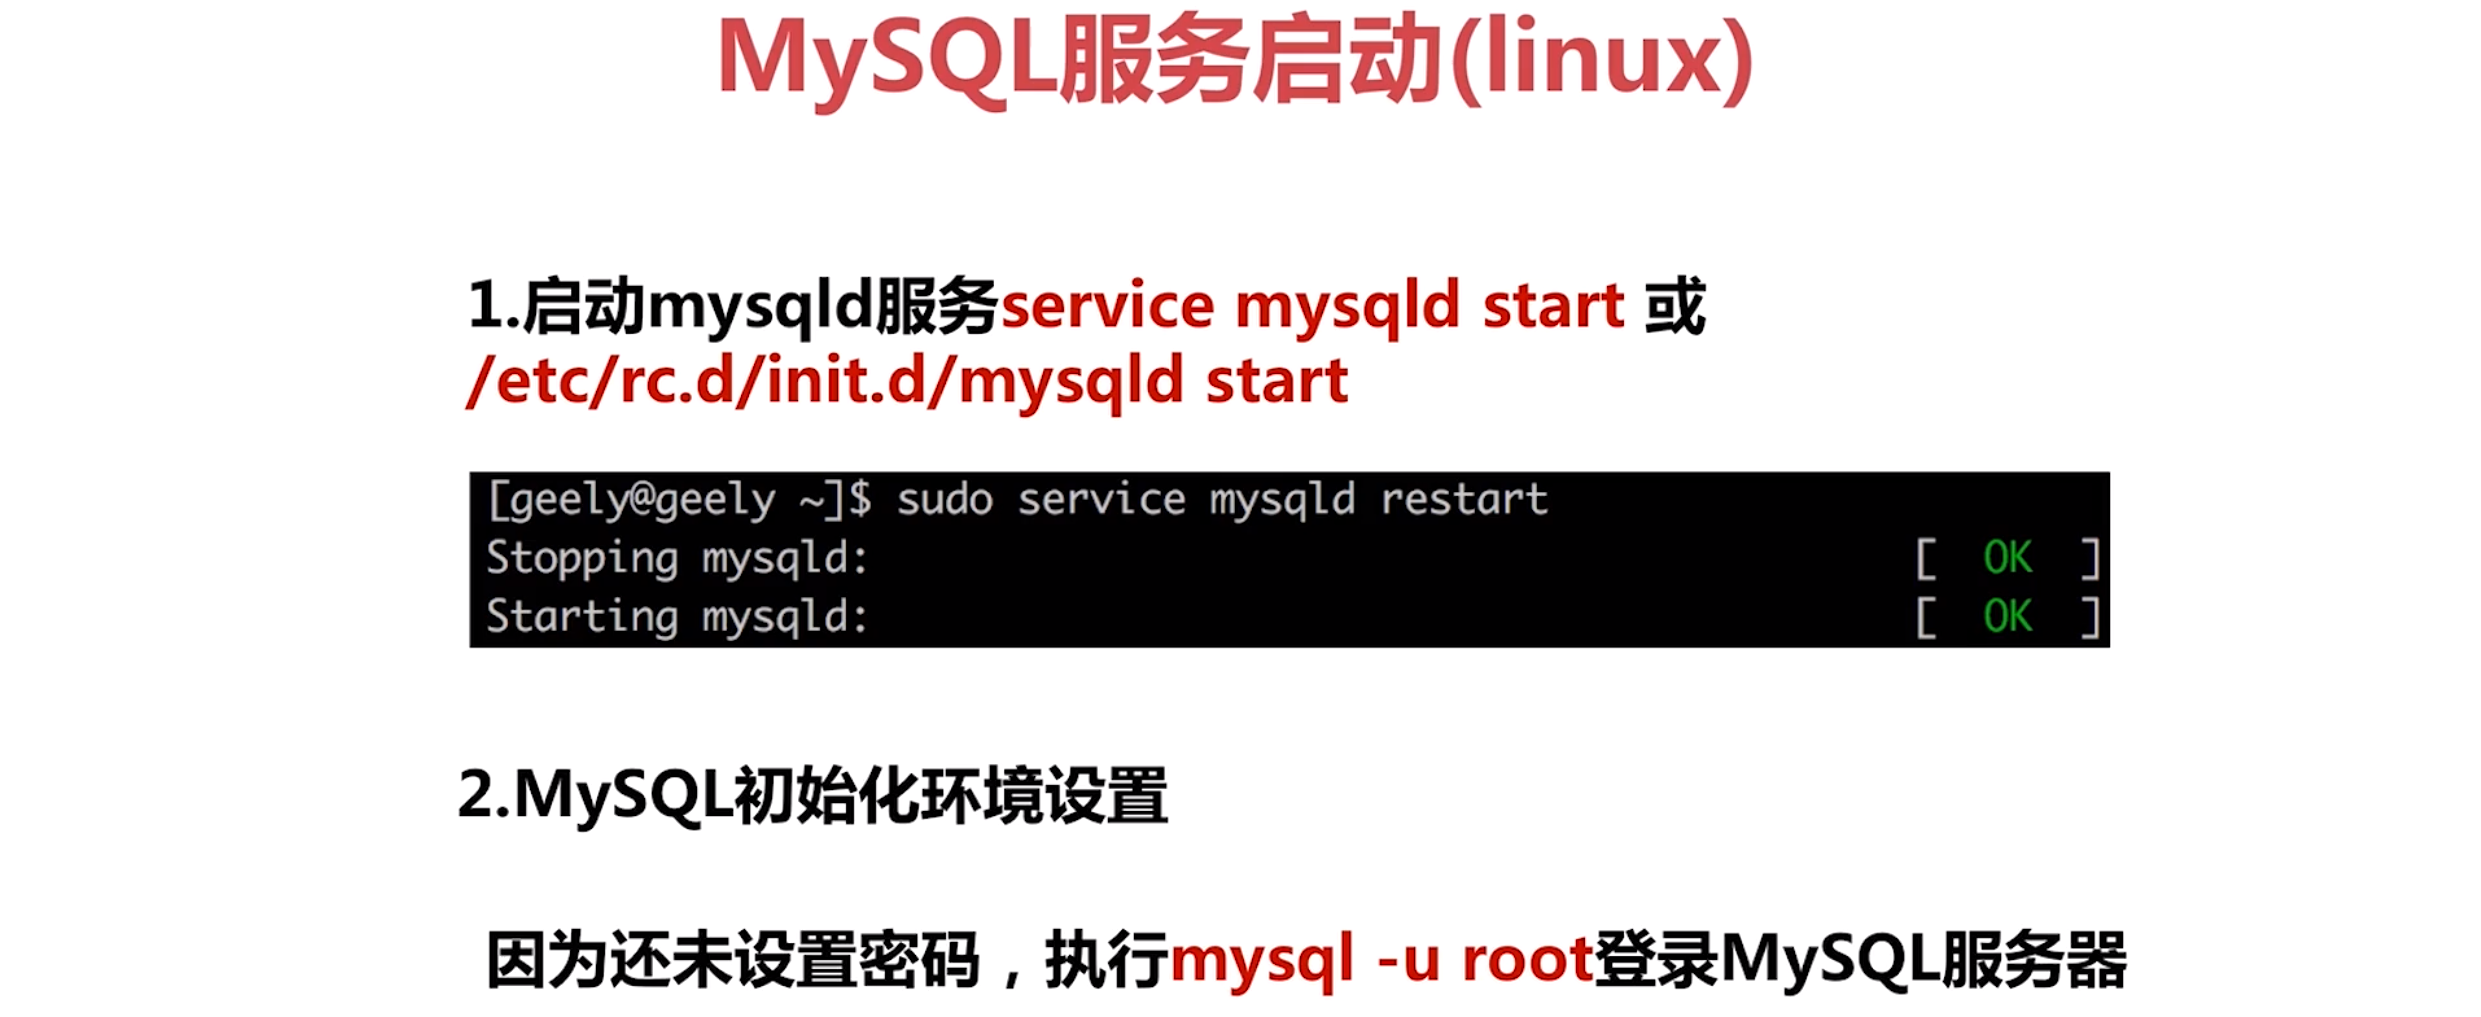 MySQL服务启动(linux)
1.启动mysqld服务service mysqld start 或
/etc/rc.d/init.d/mysqld start
[geely@geely ~]$ sudo service mysqld restart
Stopping mysqld: [ OK ]
Starting mysqld: [ OK ]
2.MySQL初始化环境设置
因为还未设置密码，执行mysql -u root登录MySQL服务器